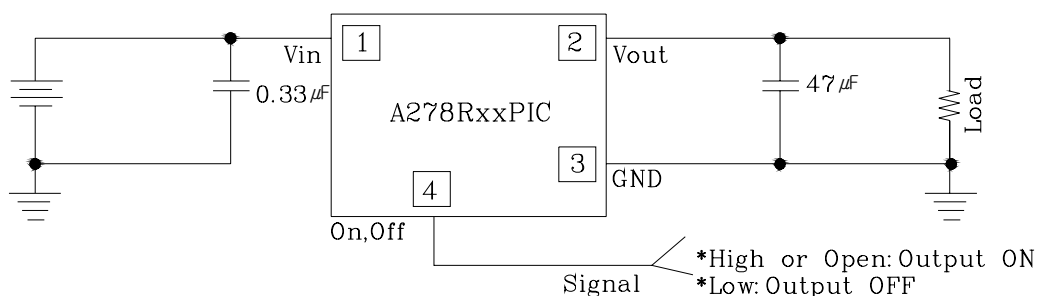 1
2
Vin
Vout
0.33㎌
47㎌
A278RxxPIC
Load
3
GND
4
On,Off
Signal
*High or Open:Output ON
*Low:Output OFF